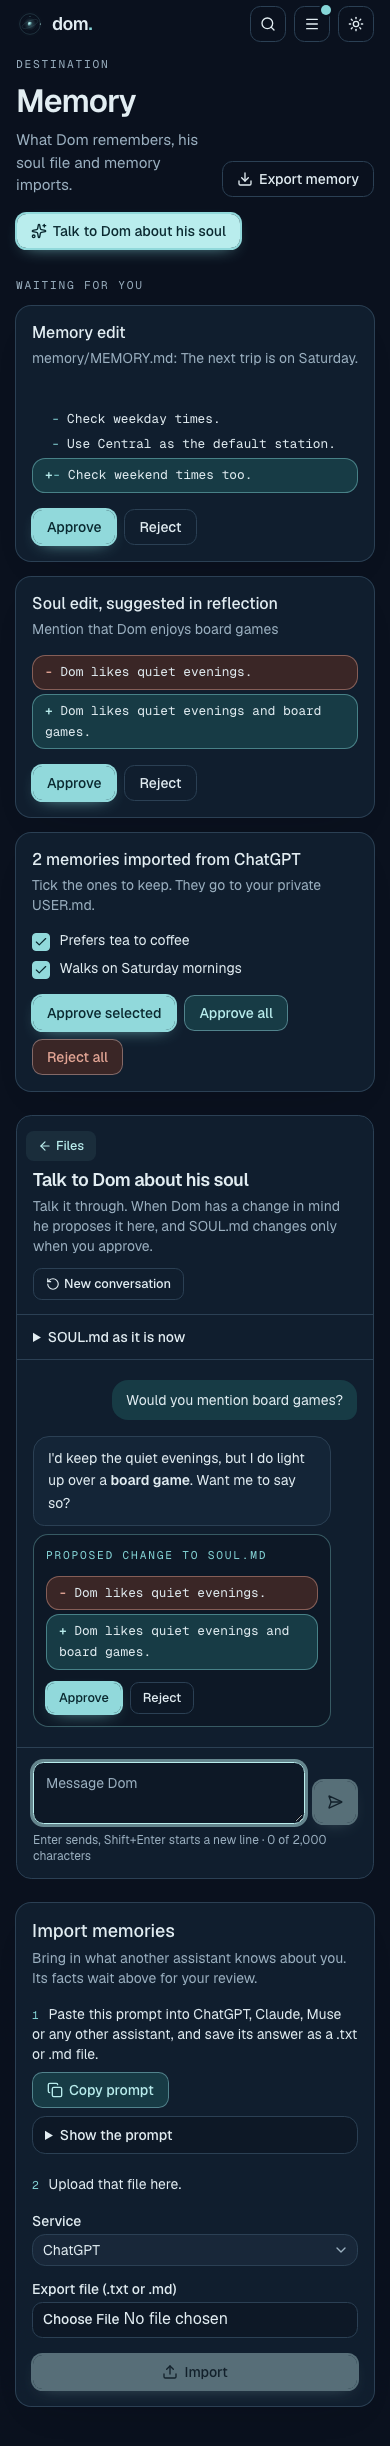 dom.
DESTINATION
Memory
What Dom remembers, his
soul file and memory
imports.
Export memory
Talk to Dom about his soul
WAITING FOR YOU
Memory edit
memory/MEMORY.md: The next trip is on Saturday.
- Check weekday times.
- Use Central as the default station.
+- Check weekend times too.
Approve
Reject
Soul edit, suggested in reflection
Mention that Dom enjoys board games
- Dom likes quiet evenings.
+ Dom likes quiet evenings and board
games.
Approve
Reject
2 memories imported from ChatGPT
Tick the ones to keep. They go to your private
USER.md.
Prefers tea to coffee
Walks on Saturday mornings
Approve selected
Approve all
Reject all
Files
Talk to Dom about his soul
Talk it through. When Dom has a change in mind
he proposes it here, and SOUL.md changes only
when you approve.
New conversation
SOUL.md as it is now
Would you mention board games?
I'd keep the quiet evenings, but I do light
up over a board game. Want me to say
so?
PROPOSED CHANGE TO SOUL.MD
- Dom likes quiet evenings.
+ Dom likes quiet evenings and
board games.
Approve
Reject
Message Dom
Enter sends, Shift+Enter starts a new line · 0 of 2,000
characters
Import memories
Bring in what another assistant knows about you.
Its facts wait above for your review.
1 Paste this prompt into ChatGPT, Claude, Muse
or any other assistant, and save its answer as a .txt
or .md file.
Copy prompt
Show the prompt
2 Upload that file here.
Service
ChatGPT
Export file (.txt or .md)
Choose File No file chosen
Import